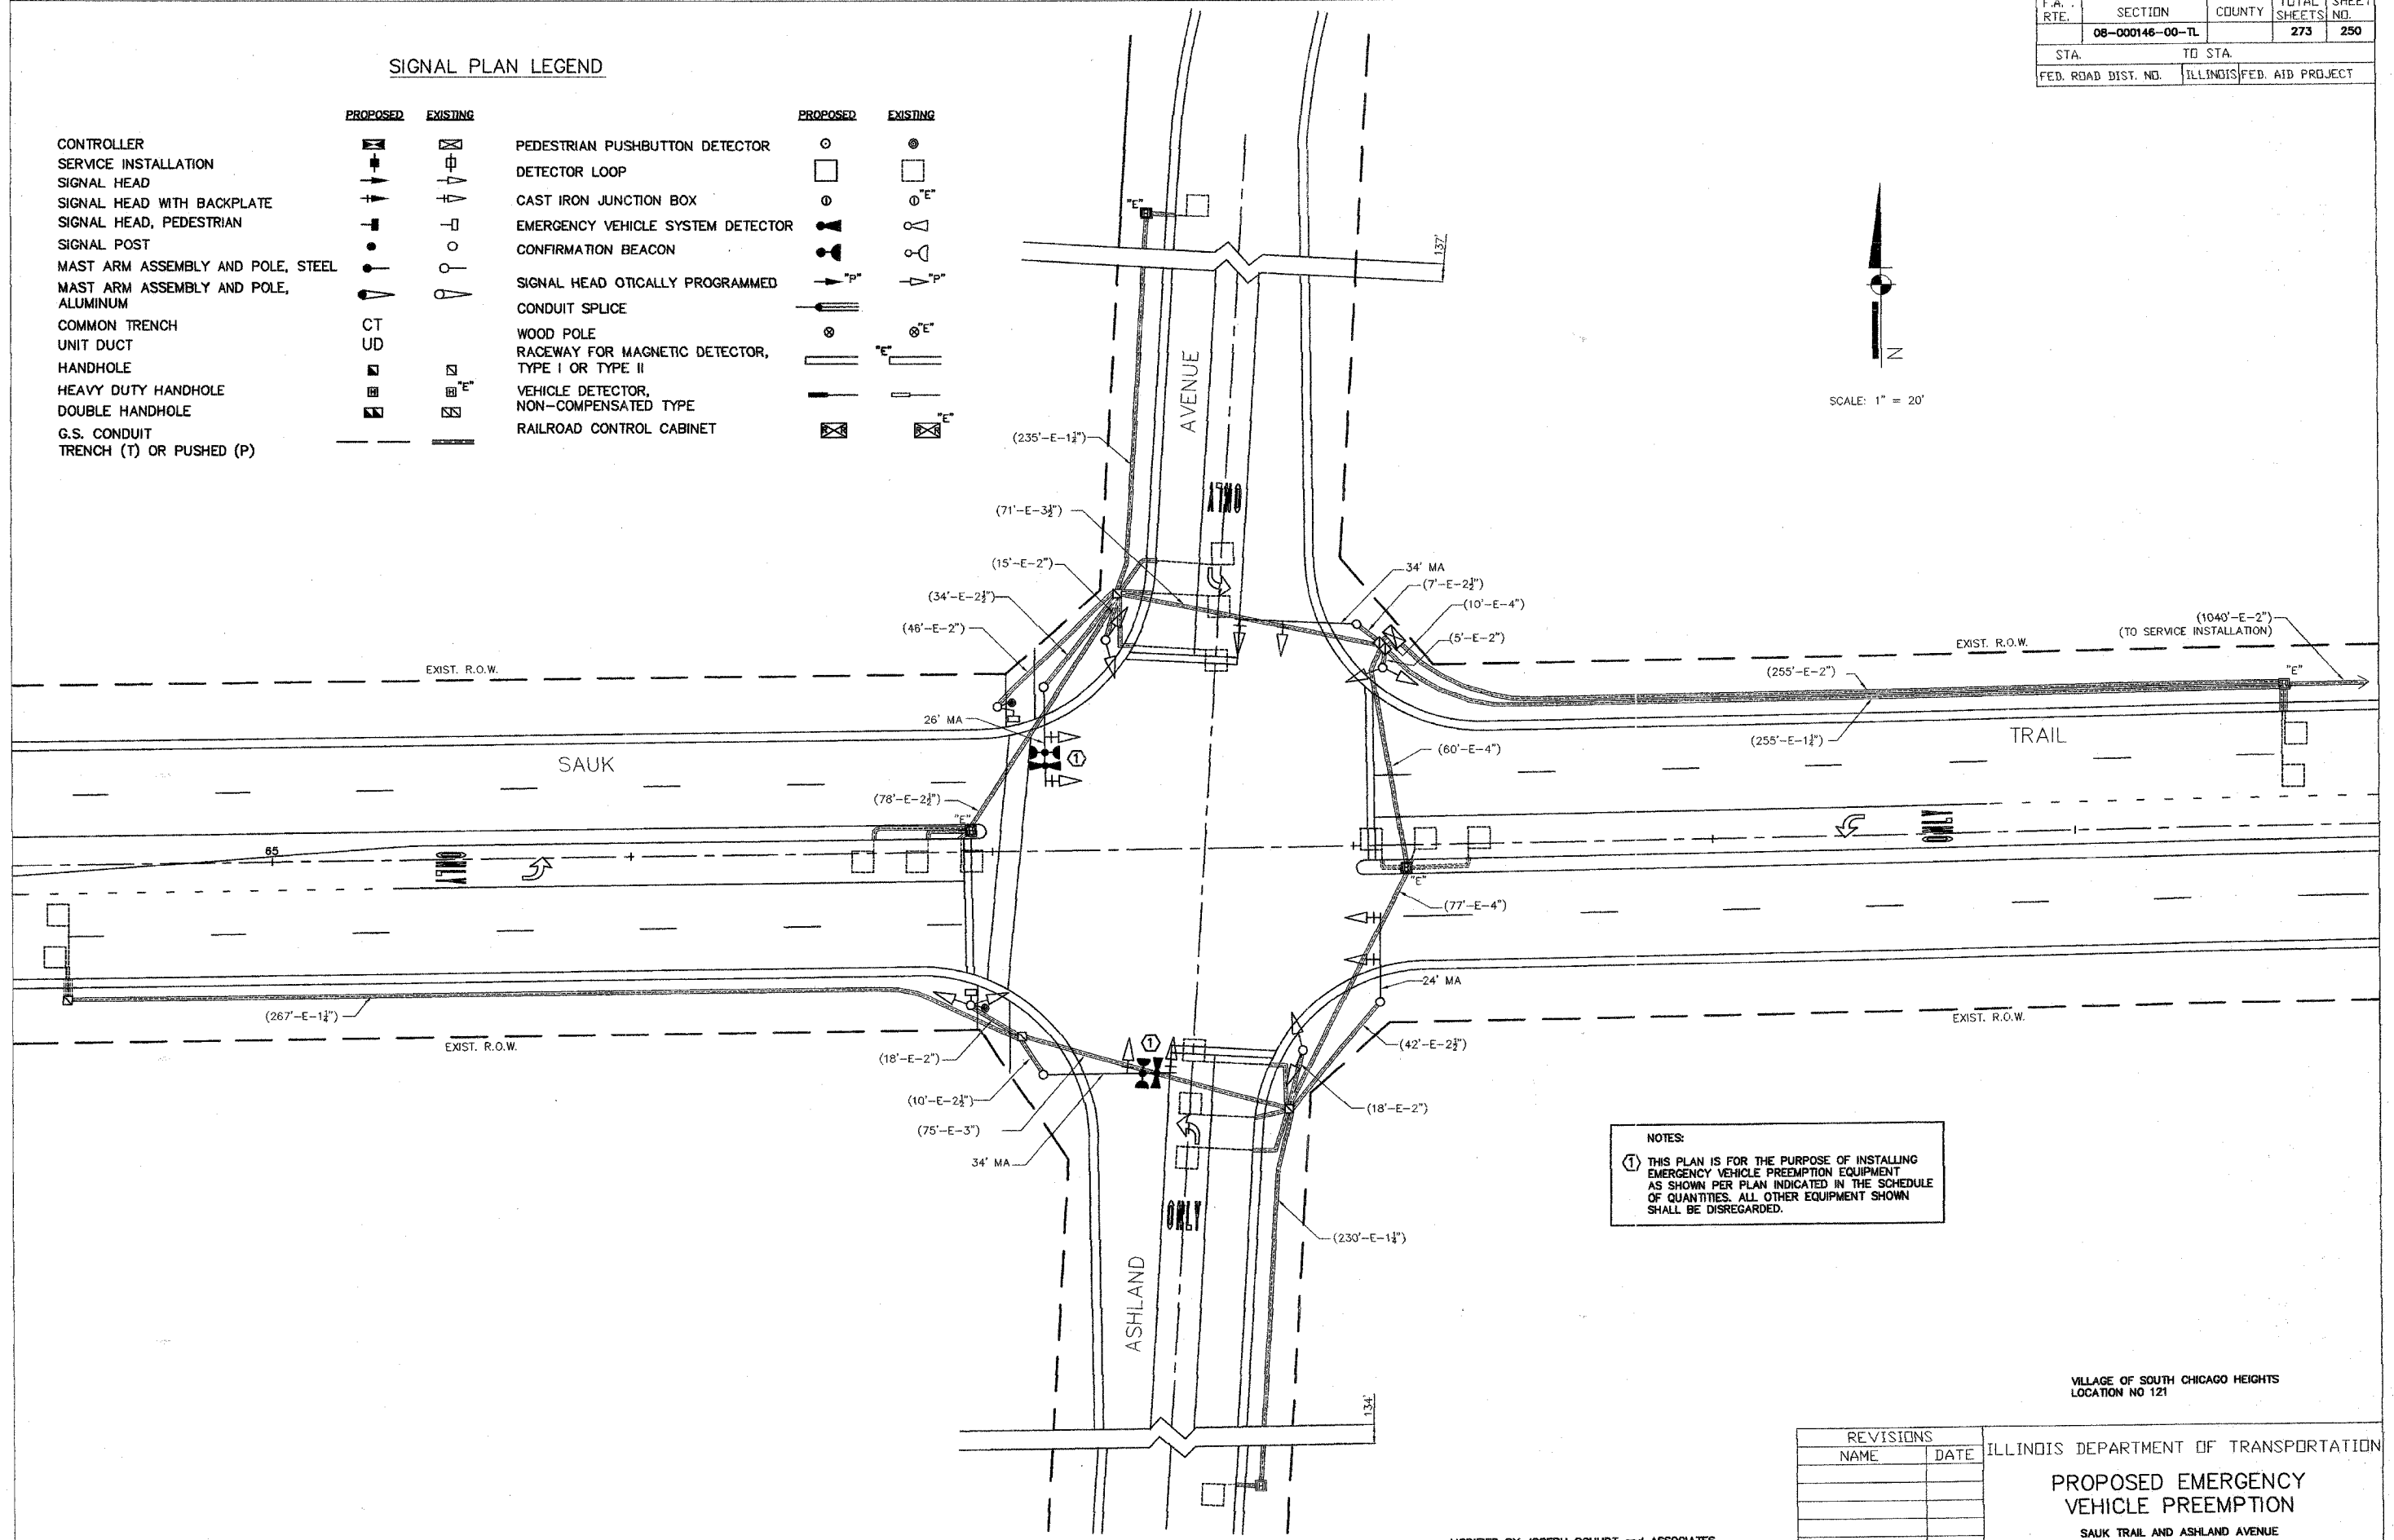 F.A. RTE.
SECTION
COUNTY
TOTAL SHEETS
SHEET NO.
08-000146-00-TL
273
250
STA.
TO STA.
FED. ROAD DIST. NO.
ILLINOIS
FED. AID PROJECT
SIGNAL PLAN LEGEND
PROPOSED EXISTING
CONTROLLER
SERVICE INSTALLATION
SIGNAL HEAD
SIGNAL HEAD WITH BACKPLATE
SIGNAL HEAD, PEDESTRIAN
SIGNAL POST
MAST ARM ASSEMBLY AND POLE, STEEL
MAST ARM ASSEMBLY AND POLE,
ALUMINUM
COMMON TRENCH CT
UNIT DUCT UD
HANDHOLE
HEAVY DUTY HANDHOLE "E"
DOUBLE HANDHOLE
G.S. CONDUIT
TRENCH (T) OR PUSHED (P)
PROPOSED EXISTING
PEDESTRIAN PUSHBUTTON DETECTOR
DETECTOR LOOP
CAST IRON JUNCTION BOX "E"
EMERGENCY VEHICLE SYSTEM DETECTOR
CONFIRMATION BEACON
SIGNAL HEAD OTICALLY PROGRAMMED "P" "P"
CONDUIT SPLICE
WOOD POLE "E"
RACEWAY FOR MAGNETIC DETECTOR,
TYPE I OR TYPE II "E"
VEHICLE DETECTOR,
NON-COMPENSATED TYPE
RAILROAD CONTROL CABINET "E"
"E"
137'
N
SCALE: 1" = 20'
AVENUE
(235'-E-1¼")
ONLY
(71'-E-3½")
(15'-E-2")
(34'-E-2½")
(46'-E-2")
34' MA
(7'-E-2½")
(10'-E-4")
(5'-E-2")
(1040'-E-2")
(TO SERVICE INSTALLATION)
EXIST. R.O.W.
EXIST. R.O.W.
(255'-E-2")
"E"
26' MA
1
SAUK
(60'-E-4")
(255'-E-1¼")
TRAIL
(78'-E-2½")
"E"
65
ONLY
ONLY
"E"
(77'-E-4")
24' MA
(267'-E-1¼")
EXIST. R.O.W.
EXIST. R.O.W.
(18'-E-2")
1
(42'-E-2½")
(10'-E-2½")
(18'-E-2")
(75'-E-3")
34' MA
ONLY
(230'-E-1¼")
ASHLAND
134'
NOTES:
1 THIS PLAN IS FOR THE PURPOSE OF INSTALLING
EMERGENCY VEHICLE PREEMPTION EQUIPMENT
AS SHOWN PER PLAN INDICATED IN THE SCHEDULE
OF QUANTITIES. ALL OTHER EQUIPMENT SHOWN
SHALL BE DISREGARDED.
VILLAGE OF SOUTH CHICAGO HEIGHTS
LOCATION NO 121
REVISIONS
NAME DATE
ILLINOIS DEPARTMENT OF TRANSPORTATION
PROPOSED EMERGENCY
VEHICLE PREEMPTION
SAUK TRAIL AND ASHLAND AVENUE